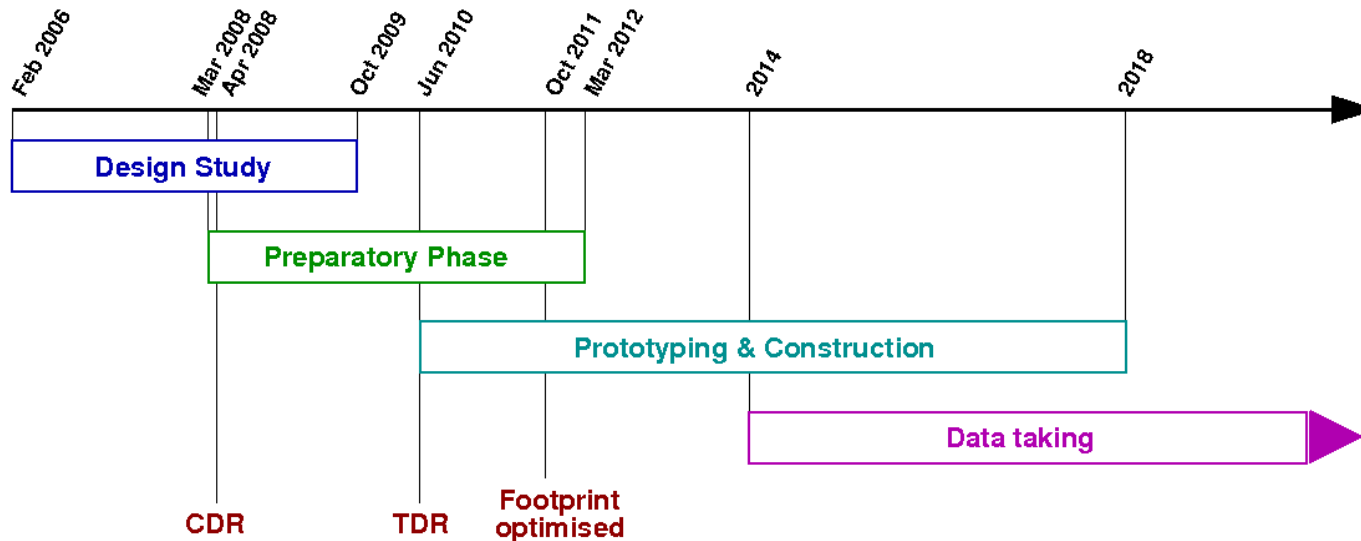 Feb 2006
Mar 2008
Apr 2008
Oct 2009
Jun 2010
Oct 2011
Mar 2012
2014
2018
Design Study
Preparatory Phase
Prototyping & Construction
Data taking
CDR
TDR
Footprint
optimised